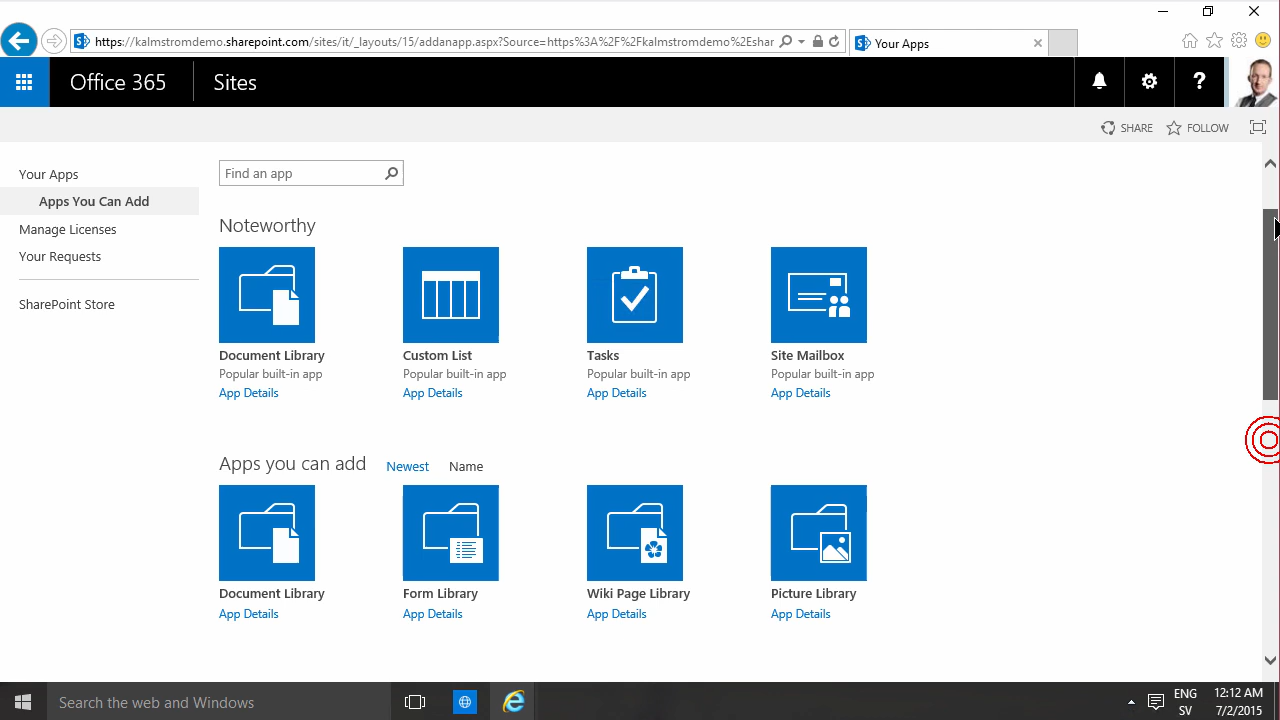 https://kalmstromdemo.sharepoint.com/sites/it/_layouts/15/addanapp.aspx?Source=https%3A%2F%2Fkalmstromdemo%2Eshar
Your Apps
Office 365 Sites
?
SHARE FOLLOW
Your Apps
Apps You Can Add
Manage Licenses
Your Requests
SharePoint Store
Find an app
Noteworthy
Document Library Custom List Tasks Site Mailbox
Popular built-in app Popular built-in app Popular built-in app Popular built-in app
App Details App Details App Details App Details
Apps you can add Newest Name
Document Library Form Library Wiki Page Library Picture Library
App Details App Details App Details App Details
Search the web and Windows
ENG 12:12 AM
SV 7/2/2015